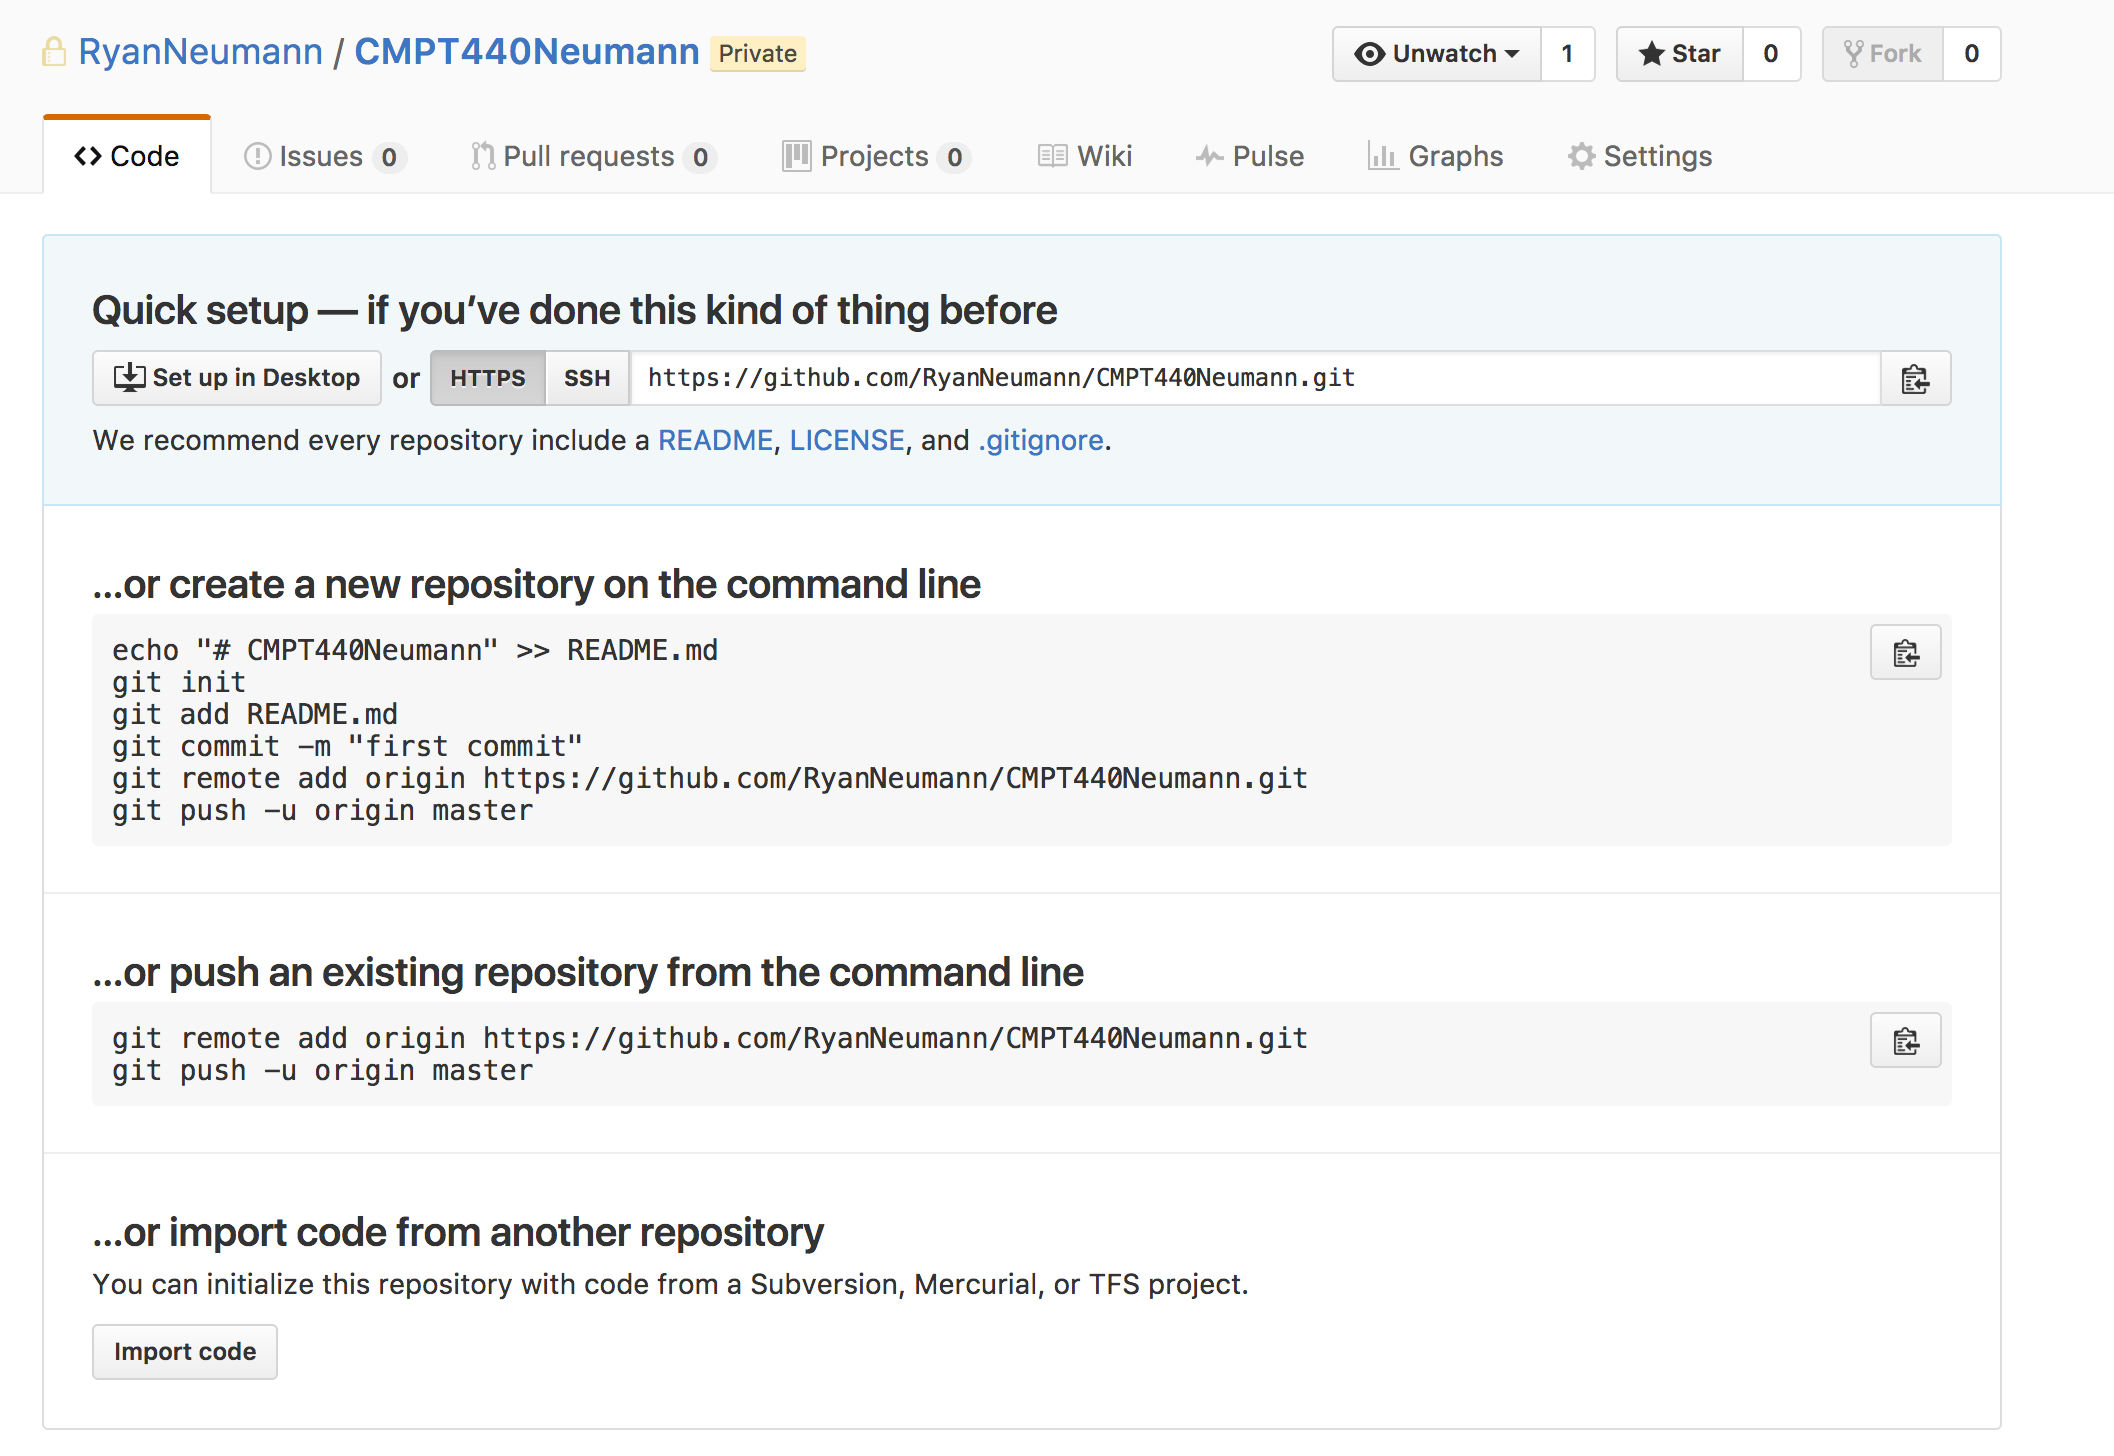 RyanNeumann / CMPT440Neumann Private
Unwatch 1 Star 0 Fork 0
Code Issues 0 Pull requests 0 Projects 0 Wiki Pulse Graphs Settings
Quick setup — if you’ve done this kind of thing before
Set up in Desktop or HTTPS SSH https://github.com/RyanNeumann/CMPT440Neumann.git
We recommend every repository include a README, LICENSE, and .gitignore.
…or create a new repository on the command line
echo "# CMPT440Neumann" >> README.md
git init
git add README.md
git commit -m "first commit"
git remote add origin https://github.com/RyanNeumann/CMPT440Neumann.git
git push -u origin master
…or push an existing repository from the command line
git remote add origin https://github.com/RyanNeumann/CMPT440Neumann.git
git push -u origin master
…or import code from another repository
You can initialize this repository with code from a Subversion, Mercurial, or TFS project.
Import code